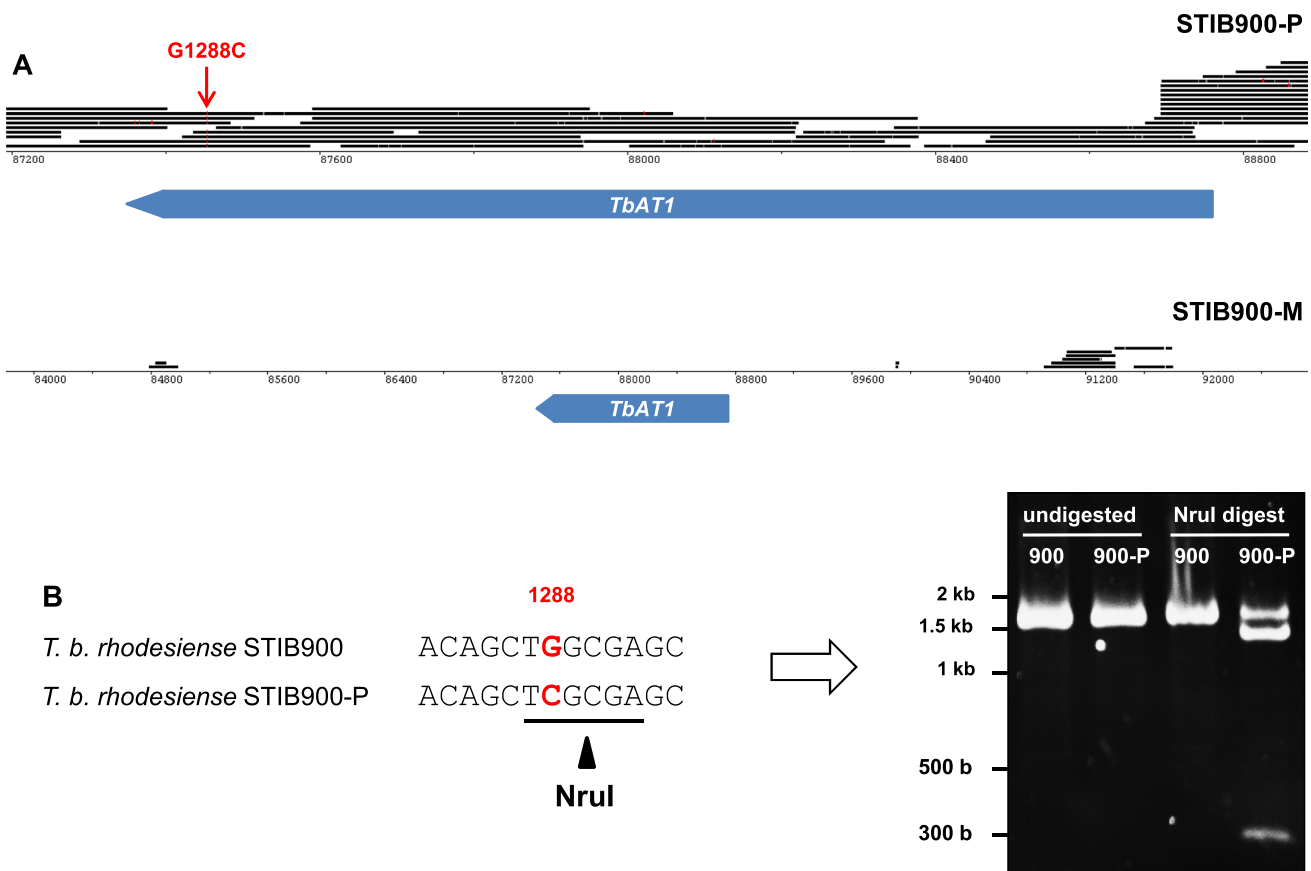 STIB900-P
A
G1288C
87200 87600 88000 88400 88800
TbAT1
STIB900-M
84000 84800 85600 86400 87200 88000 88800 89600 90400 91200 92000
TbAT1
B
1288
T. b. rhodesiense STIB900 ACAGCTGGCGAGC
T. b. rhodesiense STIB900-P ACAGCTCGCGAGC
NruI
undigested NruI digest
900 900-P 900 900-P
2 kb
1.5 kb
1 kb
500 b
300 b